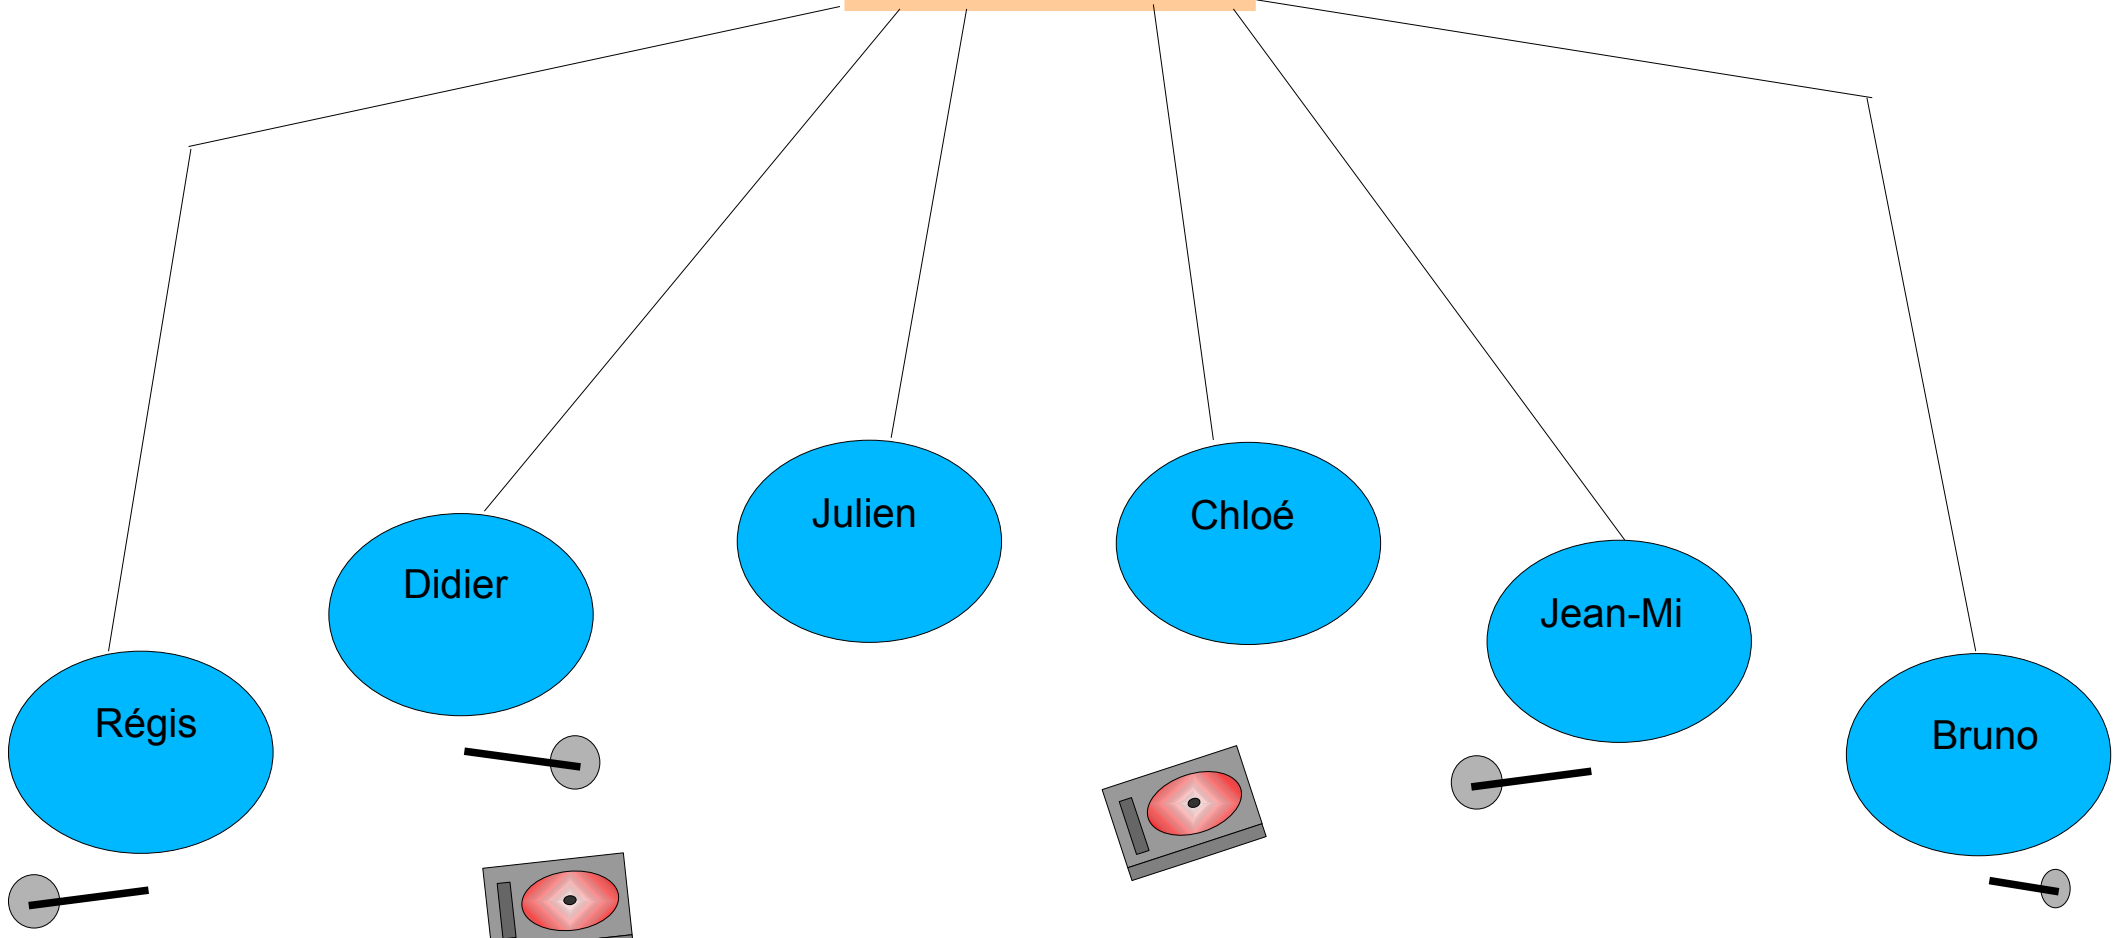 Julien
Chloé
Didier
Jean-Mi
Régis
Bruno